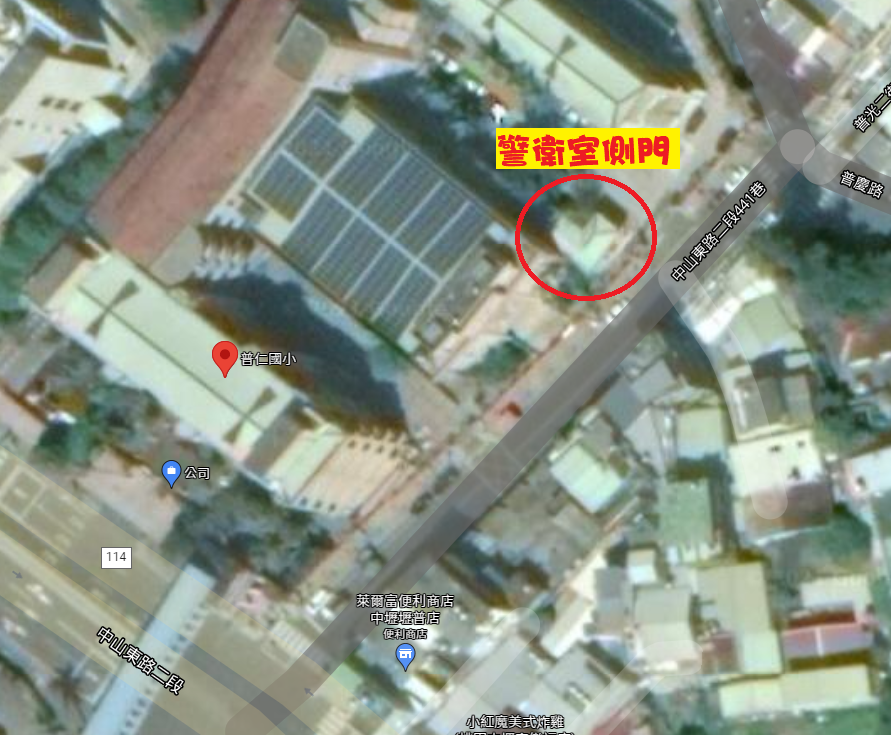 警衛室側門
普光二街
普慶路
中山東路二段441巷
普仁國小
公司
114
萊爾富便利商店
中壢壢普店
便利商店
中山東路二段
小紅魔美式炸雞